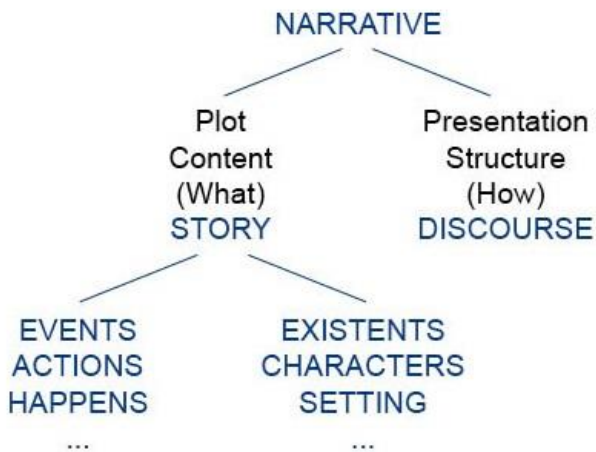 NARRATIVE
Plot
Content
(What)
STORY
Presentation
Structure
(How)
DISCOURSE
EVENTS
ACTIONS
HAPPENS
...
EXISTENTS
CHARACTERS
SETTING
...